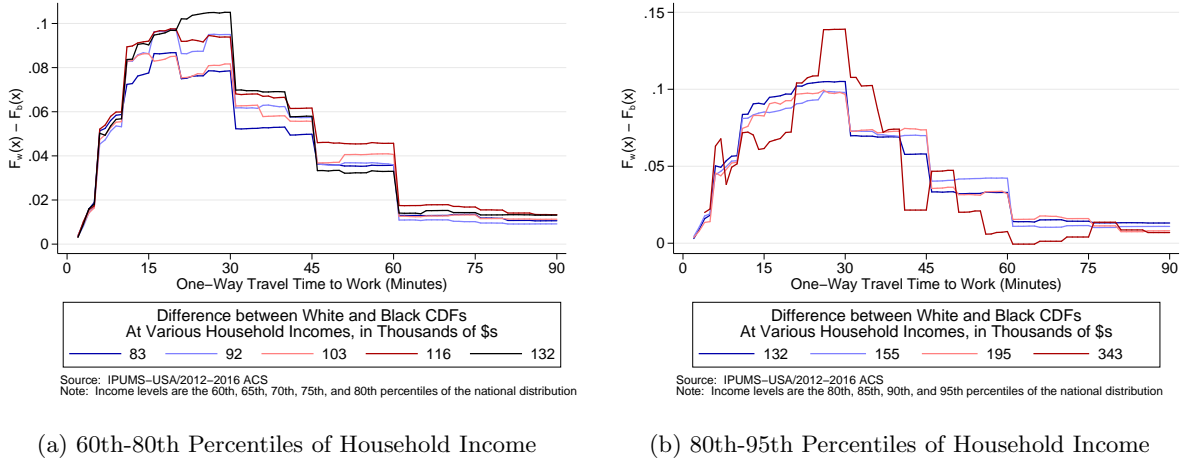 .1
.08
.06
.04
.02
0
F_w(x) − F_b(x)
0 15 30 45 60 75 90
One−Way Travel Time to Work (Minutes)
Difference between White and Black CDFs
At Various Household Incomes, in Thousands of $s
83 92 103 116 132
Source: IPUMS−USA/2012−2016 ACS
Note: Income levels are the 60th, 65th, 70th, 75th, and 80th percentiles of the national distribution
(a) 60th-80th Percentiles of Household Income
.15
.1
.05
0
F_w(x) − F_b(x)
0 15 30 45 60 75 90
One−Way Travel Time to Work (Minutes)
Difference between White and Black CDFs
At Various Household Incomes, in Thousands of $s
132 155 195 343
Source: IPUMS−USA/2012−2016 ACS
Note: Income levels are the 80th, 85th, 90th, and 95th percentiles of the national distribution
(b) 80th-95th Percentiles of Household Income